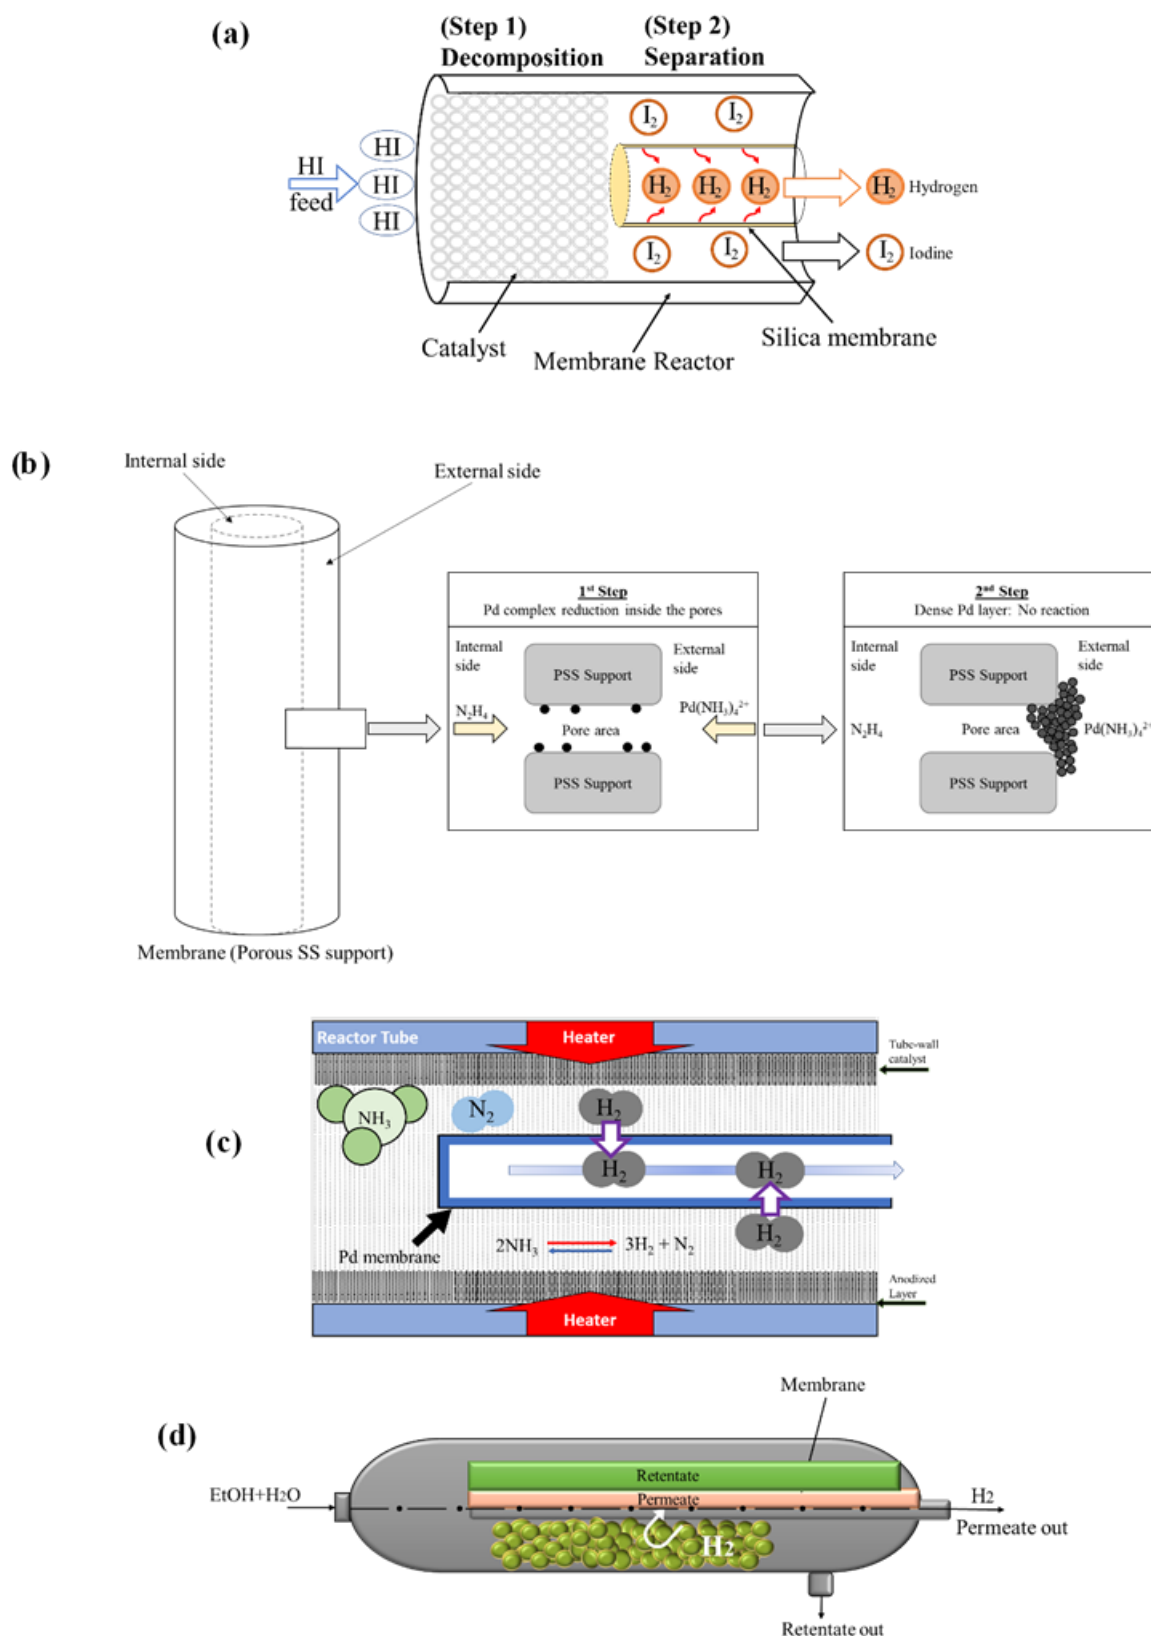 (a)
(Step 1)
Decomposition
(Step 2)
Separation
HI
feed
HI
HI
HI
I2
I2
H2
H2
H2
I2
I2
H2
Hydrogen
I2
Iodine
Catalyst
Membrane Reactor
Silica membrane
(b)
Internal side
External side
Membrane (Porous SS support)
1st Step
Pd complex reduction inside the pores
Internal
side
External
side
PSS Support
N2H4
Pd(NH3)4²⁺
Pore area
PSS Support
2nd Step
Dense Pd layer: No reaction
Internal
side
External
side
PSS Support
N2H4
Pore area
Pd(NH3)4²⁺
PSS Support
(c)
Reactor Tube
Heater
Tube-wall
catalyst
NH3
N2
H2
H2
H2
H2
Pd membrane
2NH3
3H2 + N2
Anodized
Layer
Heater
(d)
Membrane
Retentate
Permeate
EtOH+H2O
H2
H2
Permeate out
Retentate out